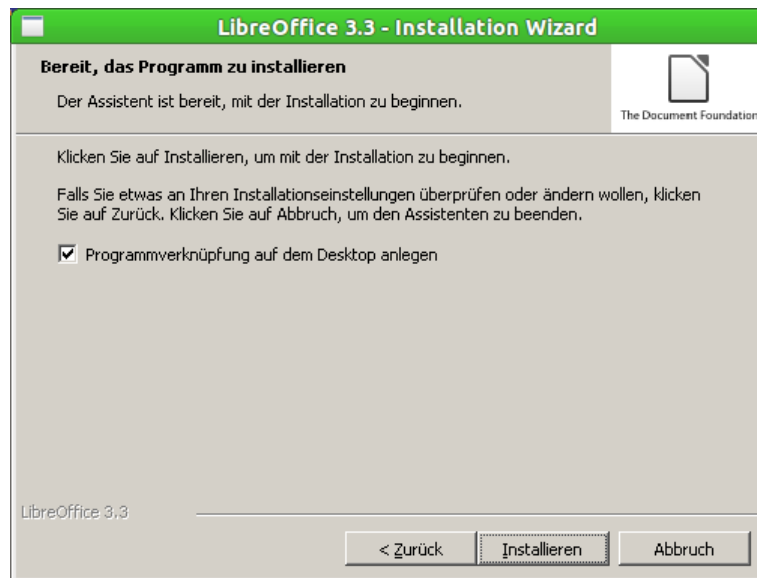 LibreOffice 3.3 - Installation Wizard
Bereit, das Programm zu installieren
Der Assistent ist bereit, mit der Installation zu beginnen.
The Document Foundation
Klicken Sie auf Installieren, um mit der Installation zu beginnen.
Falls Sie etwas an Ihren Installationseinstellungen überprüfen oder ändern wollen, klicken
Sie auf Zurück. Klicken Sie auf Abbruch, um den Assistenten zu beenden.
Programmverknüpfung auf dem Desktop anlegen
LibreOffice 3.3
< Zurück Installieren Abbruch